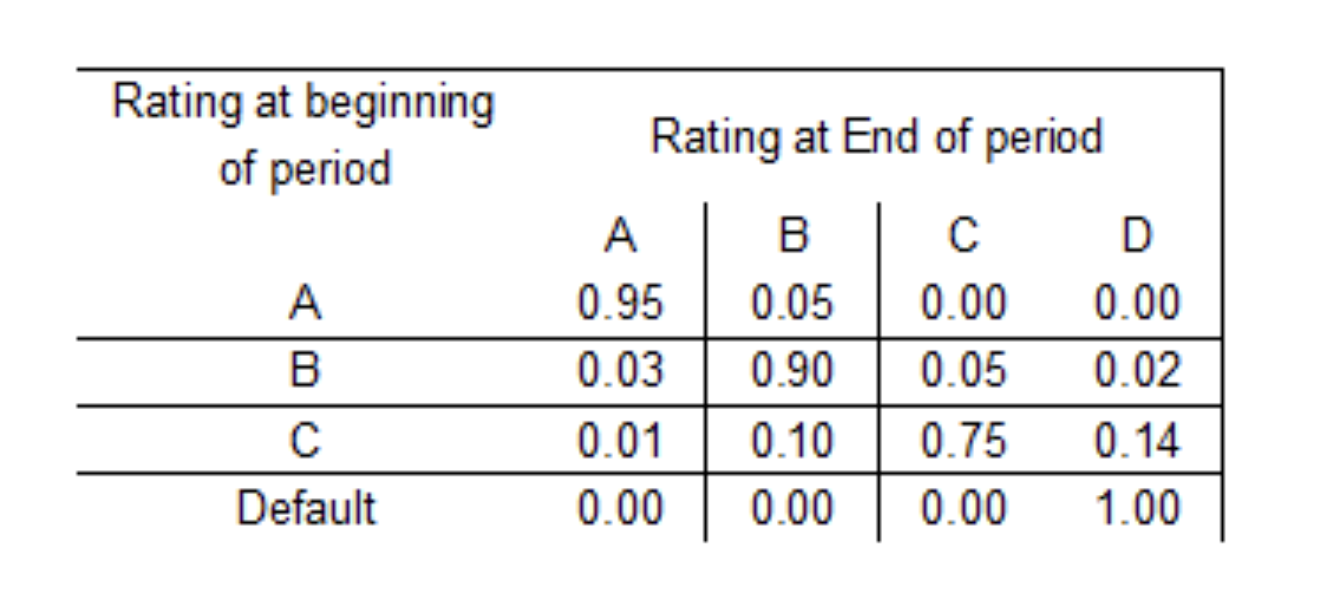 Rating at beginning
of period
Rating at End of period
A B C D
A 0.95 0.05 0.00 0.00
B 0.03 0.90 0.05 0.02
C 0.01 0.10 0.75 0.14
Default 0.00 0.00 0.00 1.00